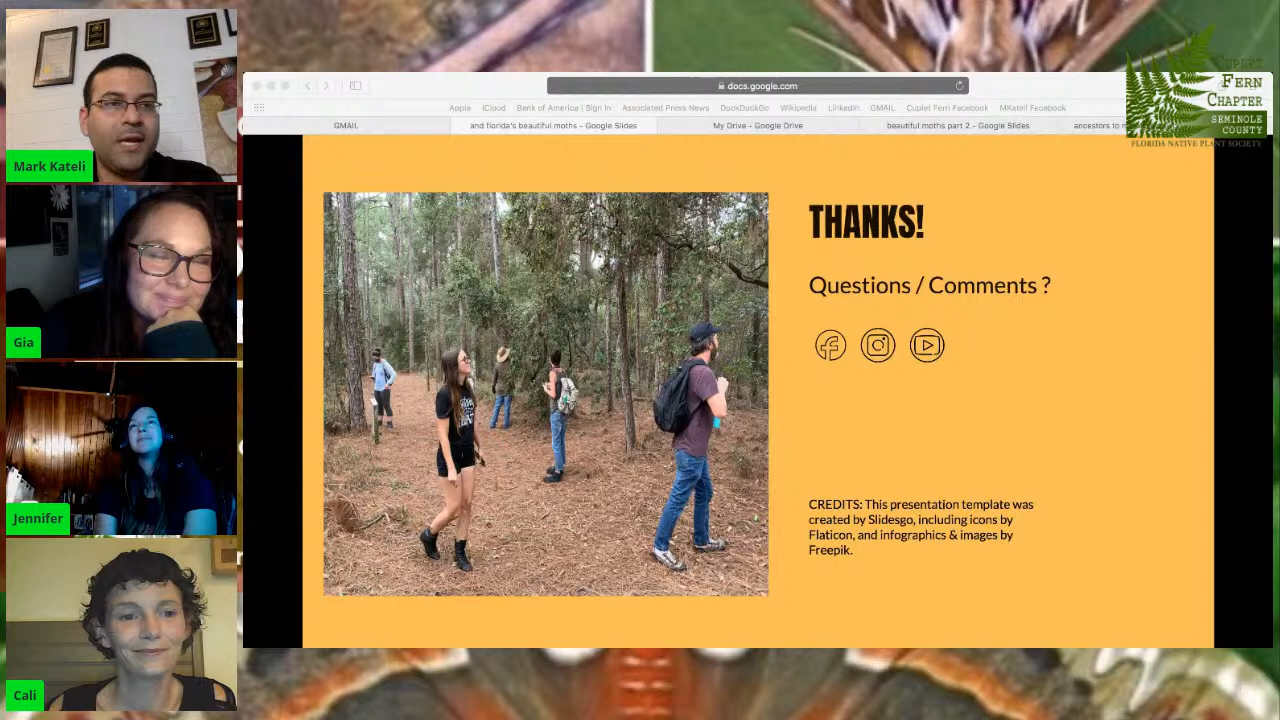 Mark Kateli
Gia
Jennifer
Cali
docs.google.com
Apple iCloud Bank of America | Sign In Associated Press News DuckDuckGo Wikipedia LinkedIn GMAIL Cuplet Fern Facebook MKateli Facebook
GMAIL and florida's beautiful moths - Google Slides My Drive - Google Drive beautiful moths part 2 - Google Slides ancestors to
CUPLET
FERN
CHAPTER
SEMINOLE
COUNTY
FLORIDA NATIVE PLANT SOCIETY
THANKS!
Questions / Comments ?
CREDITS: This presentation template was
created by Slidesgo, including icons by
Flaticon, and infographics & images by
Freepik.